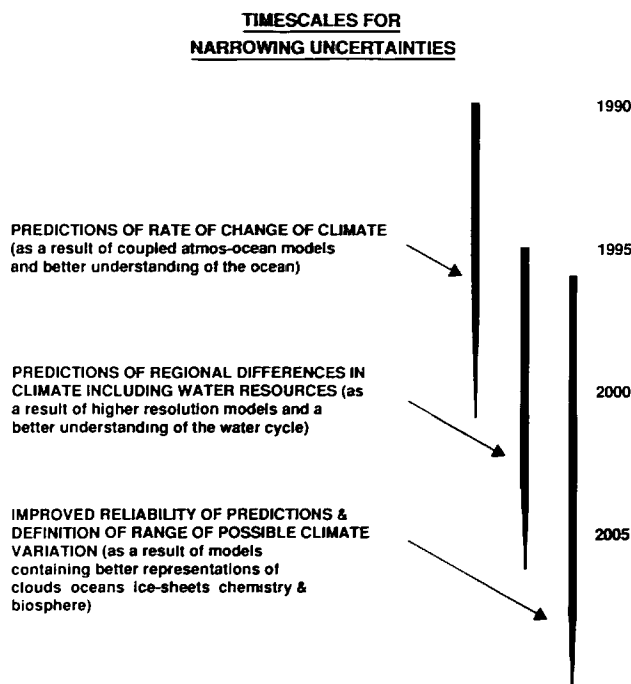 TIMESCALES FOR
NARROWING UNCERTAINTIES
1990
PREDICTIONS OF RATE OF CHANGE OF CLIMATE
(as a result of coupled atmos-ocean models
and better understanding of the ocean)
1995
PREDICTIONS OF REGIONAL DIFFERENCES IN
CLIMATE INCLUDING WATER RESOURCES (as
a result of higher resolution models and a
better understanding of the water cycle)
2000
IMPROVED RELIABILITY OF PREDICTIONS &
DEFINITION OF RANGE OF POSSIBLE CLIMATE
VARIATION (as a result of models
containing better representations of
clouds oceans ice-sheets chemistry &
biosphere)
2005